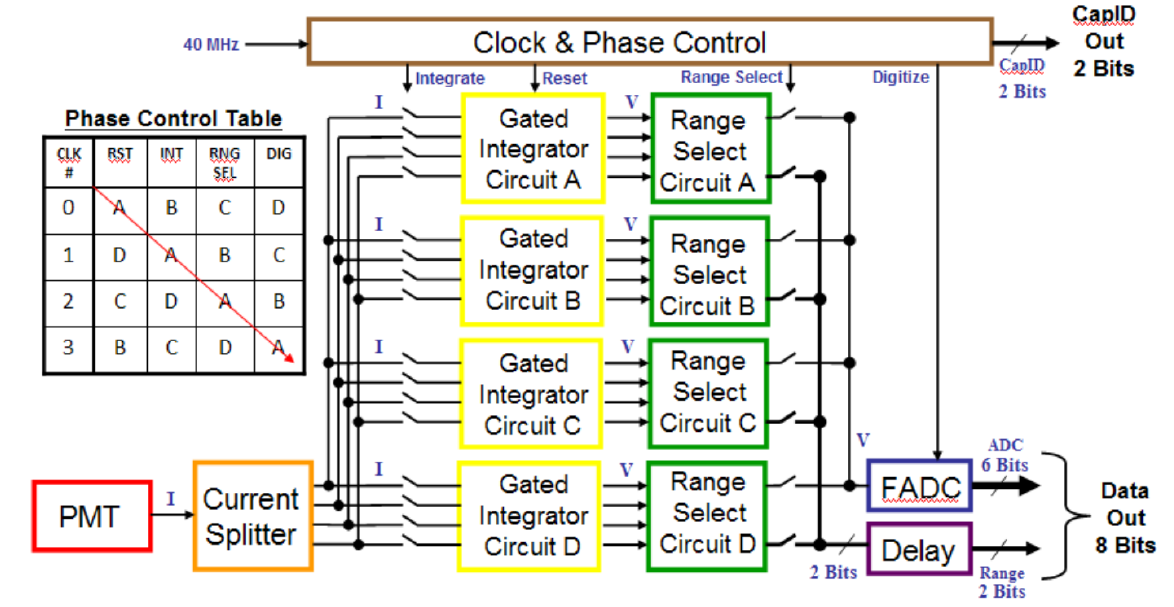 CapID
Out
2 Bits
40 MHz
Clock & Phase Control
CapID
2 Bits
Integrate
Reset
Range Select
Digitize
Phase Control Table
CLK # RST INT RNG SEL DIG
0 A B C D
1 D A B C
2 C D A B
3 B C D A
I
Gated
Integrator
Circuit A
V
Range
Select
Circuit A
I
Gated
Integrator
Circuit B
V
Range
Select
Circuit B
I
Gated
Integrator
Circuit C
V
Range
Select
Circuit C
I
Gated
Integrator
Circuit D
V
Range
Select
Circuit D
PMT
I
Current
Splitter
V
FADC
ADC
6 Bits
2 Bits
Delay
Range
2 Bits
Data
Out
8 Bits